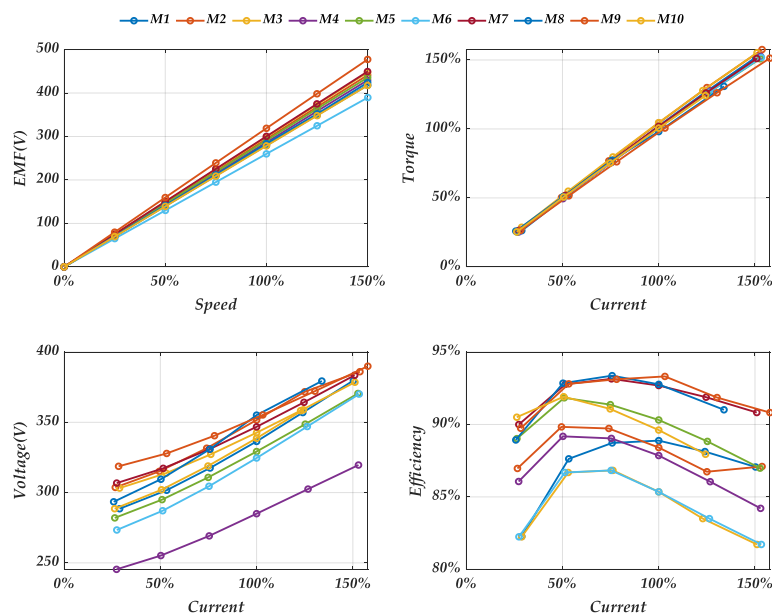 M1 M2 M3 M4 M5 M6 M7 M8 M9 M10
500
400
300
200
100
0
EMF(V)
0% 50% 100% 150%
Speed
150%
100%
50%
0%
Torque
0% 50% 100% 150%
Current
400
350
300
250
Voltage(V)
0% 50% 100% 150%
Current
95%
90%
85%
80%
Efficiency
0% 50% 100% 150%
Current